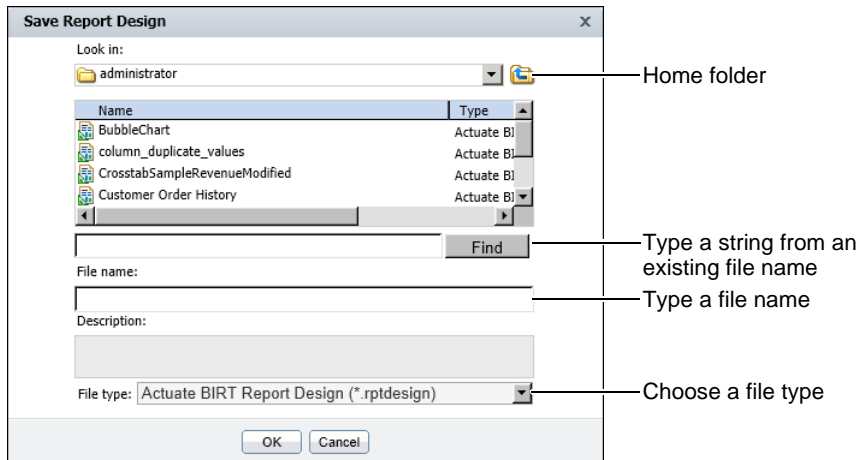 Save Report Design x
Look in:
administrator
Home folder
Name Type
BubbleChart Actuate BI
column_duplicate_values Actuate BI
CrosstabSampleRevenueModified Actuate BI
Customer Order History Actuate BI
Find
Type a string from an
existing file name
File name:
Type a file name
Description:
File type: Actuate BIRT Report Design (*.rptdesign)
Choose a file type
OK Cancel